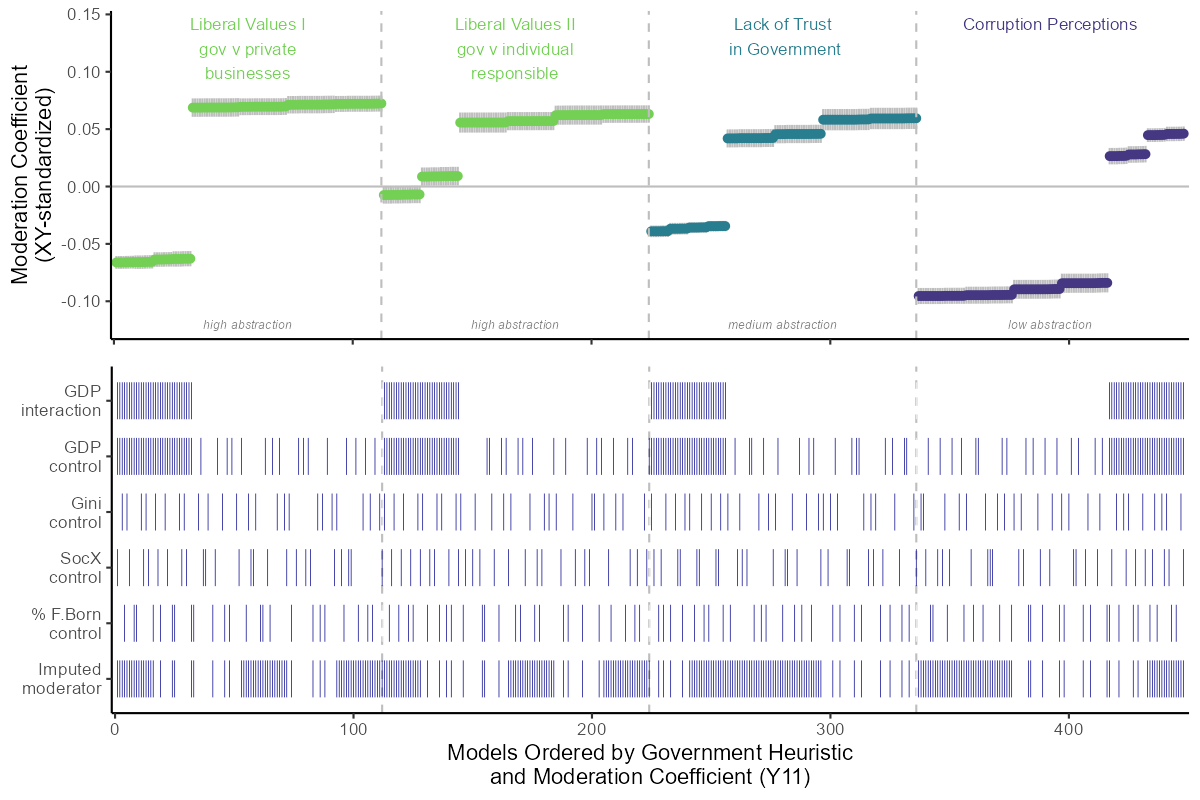 Liberal Values I
gov v private
businesses
Liberal Values II
gov v individual
responsible
Lack of Trust
in Government
Corruption Perceptions
Moderation Coefficient
(XY-standardized)
0.15
0.10
0.05
0.00
-0.05
-0.10
high abstraction
high abstraction
medium abstraction
low abstraction
GDP
interaction
GDP
control
Gini
control
SocX
control
% F.Born
control
Imputed
moderator
0
100
200
300
400
Models Ordered by Government Heuristic
and Moderation Coefficient (Y11)